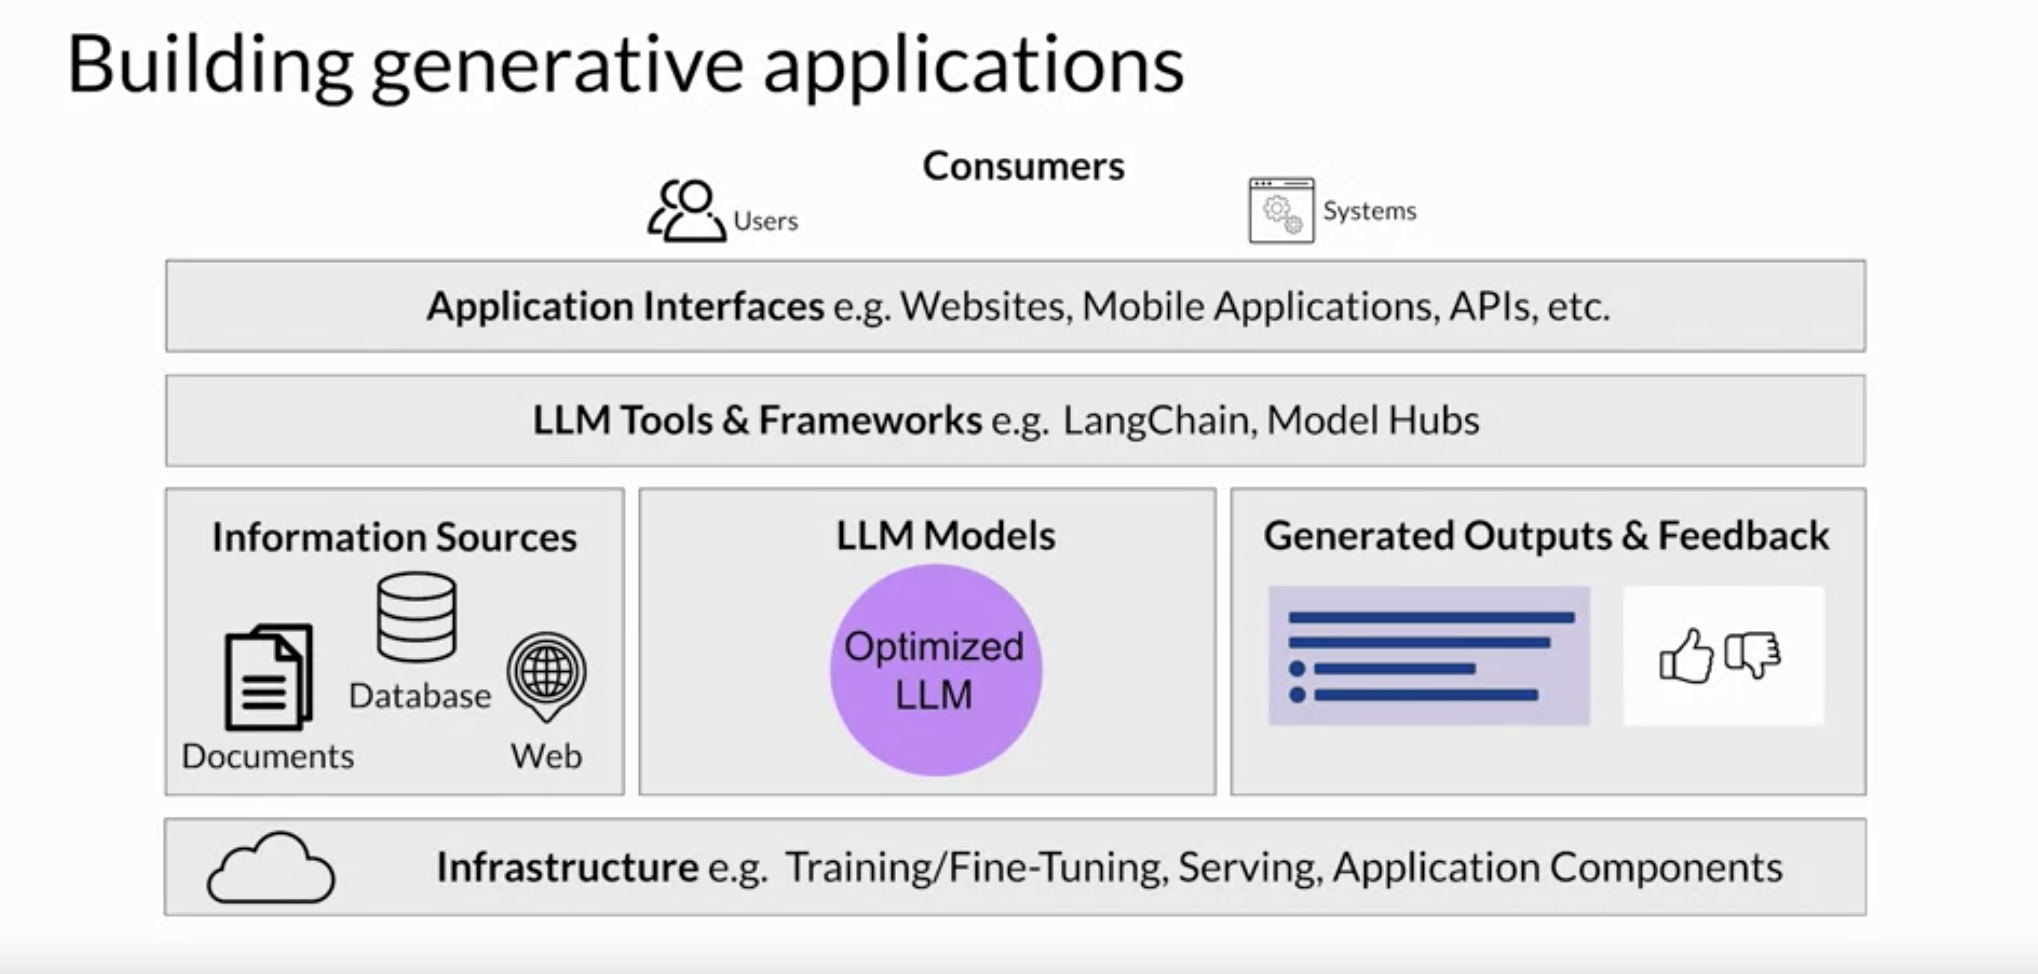 Building generative applications
Consumers
Users
Systems
Application Interfaces e.g. Websites, Mobile Applications, APIs, etc.
LLM Tools & Frameworks e.g. LangChain, Model Hubs
Information Sources
Database
Documents
Web
LLM Models
Optimized
LLM
Generated Outputs & Feedback
Infrastructure e.g. Training/Fine-Tuning, Serving, Application Components